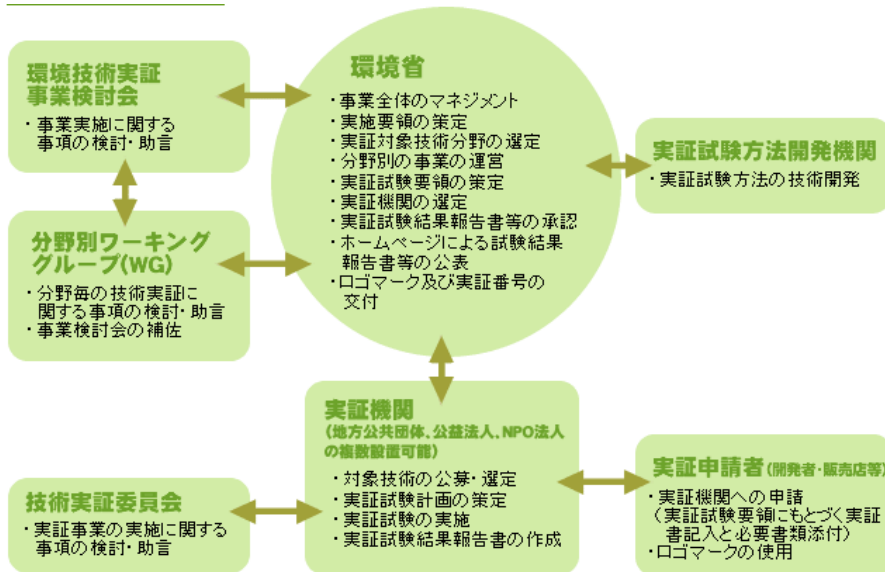 環境技術実証
事業検討会
・事業実施に関する
事項の検討・助言
分野別ワーキング
グループ(WG)
・分野毎の技術実証に
関する事項の検討・助言
・事業検討会の補佐
環境省
・事業全体のマネジメント
・実施要領の策定
・実証対象技術分野の選定
・分野別の事業の運営
・実証試験要領の策定
・実証機関の選定
・実証試験結果報告書等の承認
・ホームページによる試験結果
報告書等の公表
・ロゴマーク及び実証番号の
交付
実証試験方法開発機関
・実証試験方法の技術開発
実証機関
(地方公共団体、公益法人、NPO法人
の複数設置可能)
・対象技術の公募・選定
・実証試験計画の策定
・実証試験の実施
・実証試験結果報告書の作成
技術実証委員会
・実証事業の実施に関する
事項の検討・助言
実証申請者(開発者・販売店等)
・実証機関への申請
(実証試験要領にもとづく実証
書記入と必要書類添付)
・ロゴマークの使用